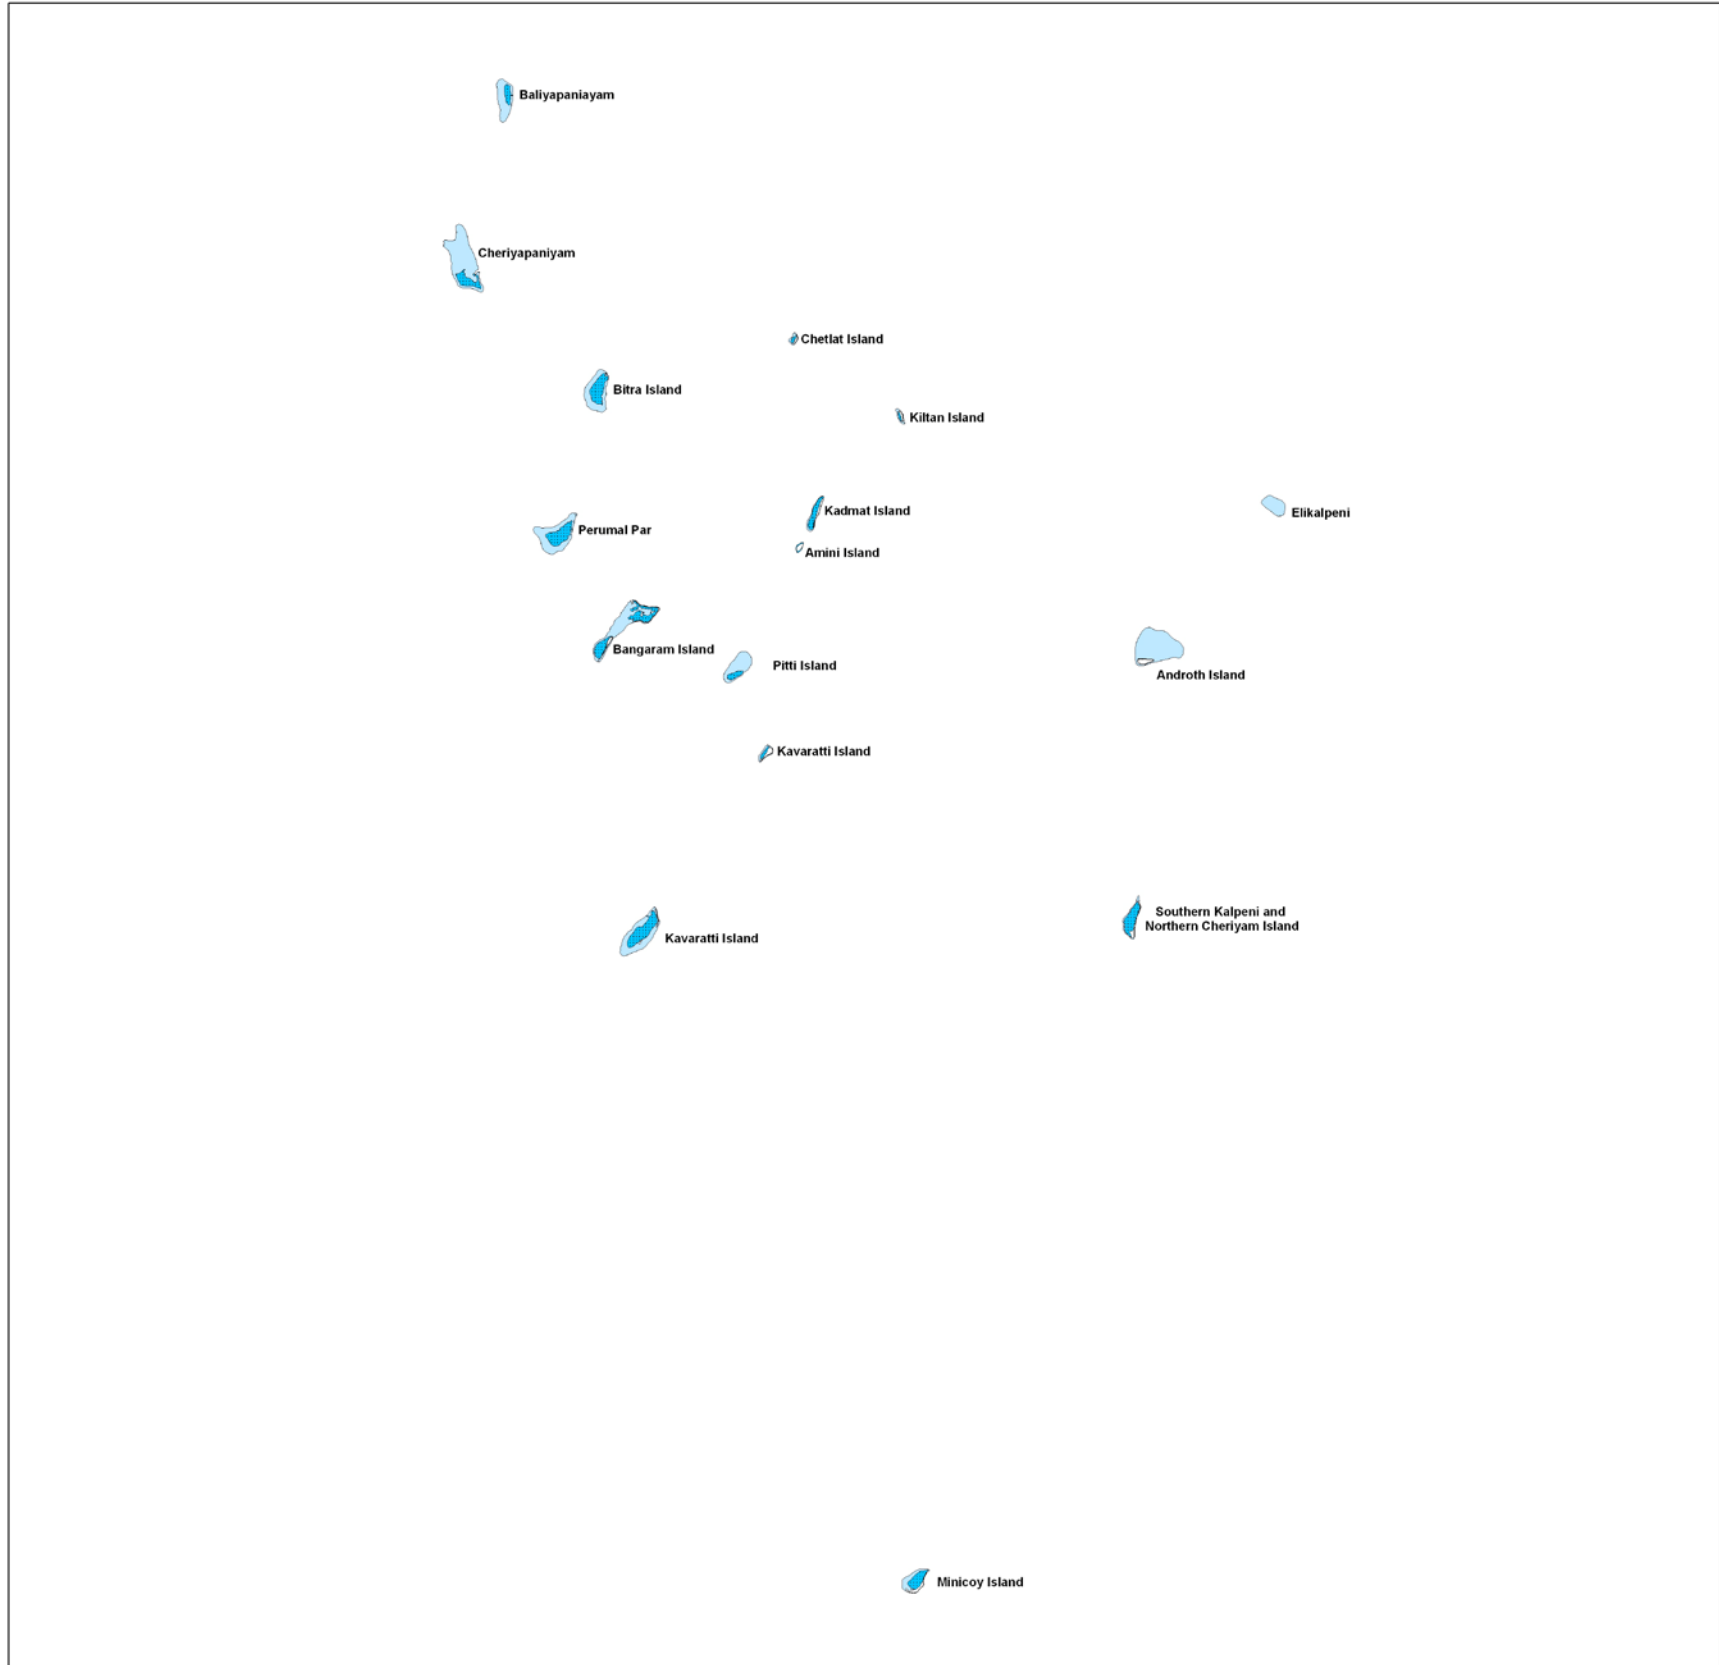 Baliyapaniayam
Cheriyapaniyam
Chetlat Island
Bitra Island
Kiltan Island
Kadmat Island
Elikalpeni
Perumal Par
Amini Island
Bangaram Island
Pitti Island
Androth Island
Kavaratti Island
Southern Kalpeni and
Northern Cheriyam Island
Kavaratti Island
Minicoy Island